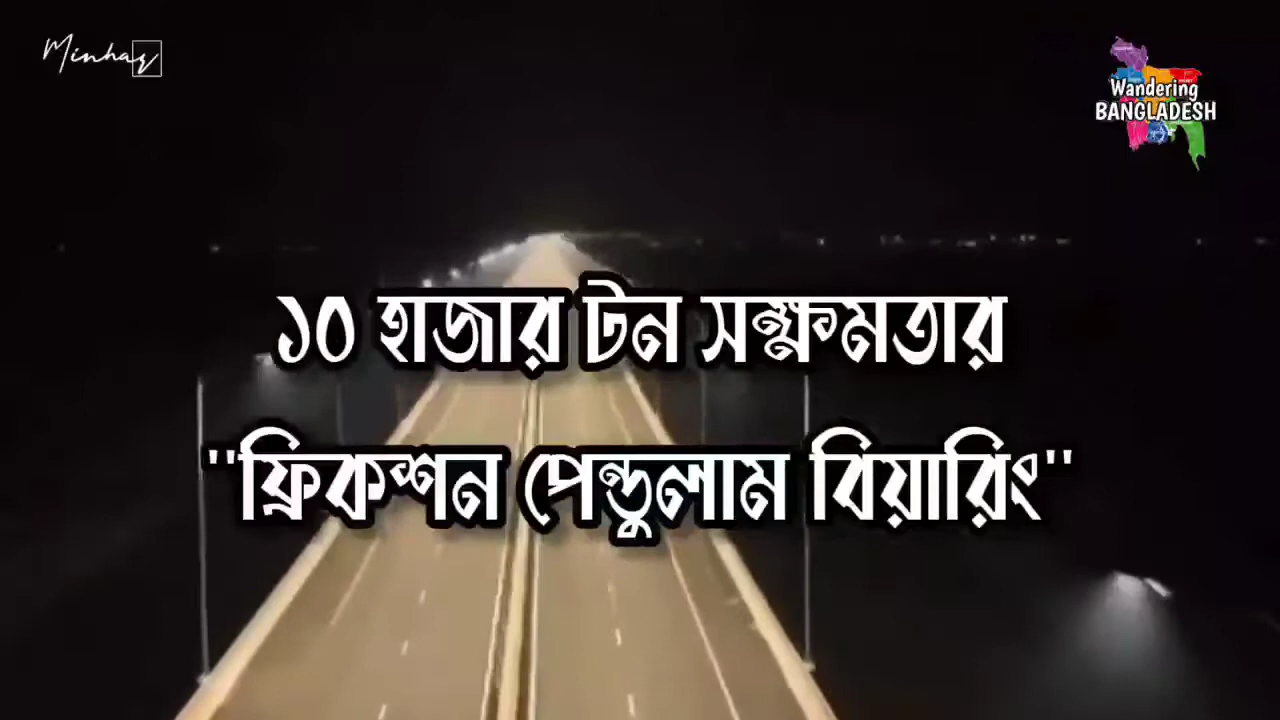 Minhaz
Wandering
BANGLADESH
১০ হাজার টন সক্ষমতার
"ফ্রিকশন পেন্ডুলাম বিয়ারিং"